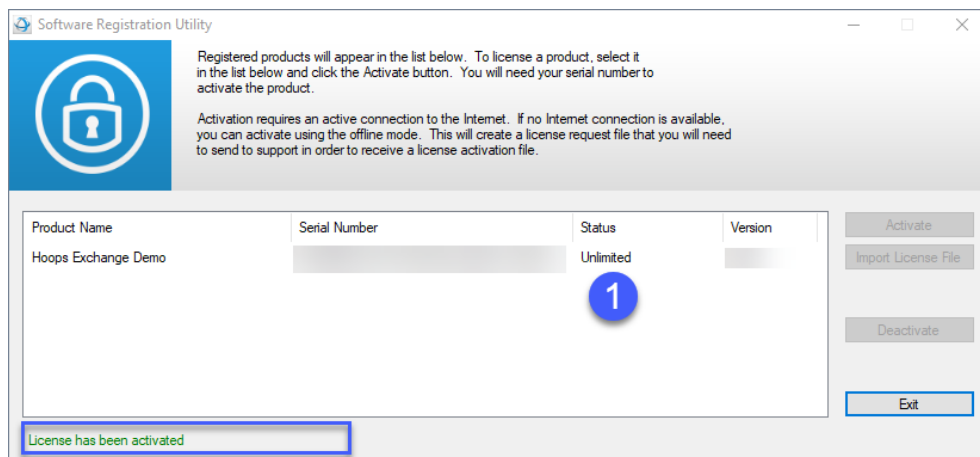 Software Registration Utility
Registered products will appear in the list below. To license a product, select it
in the list below and click the Activate button. You will need your serial number to
activate the product.
Activation requires an active connection to the Internet. If no Internet connection is available,
you can activate using the offline mode. This will create a license request file that you will need
to send to support in order to receive a license activation file.
Product Name Serial Number Status Version
Hoops Exchange Demo Unlimited
1
Activate
Import License File
Deactivate
Exit
License has been activated